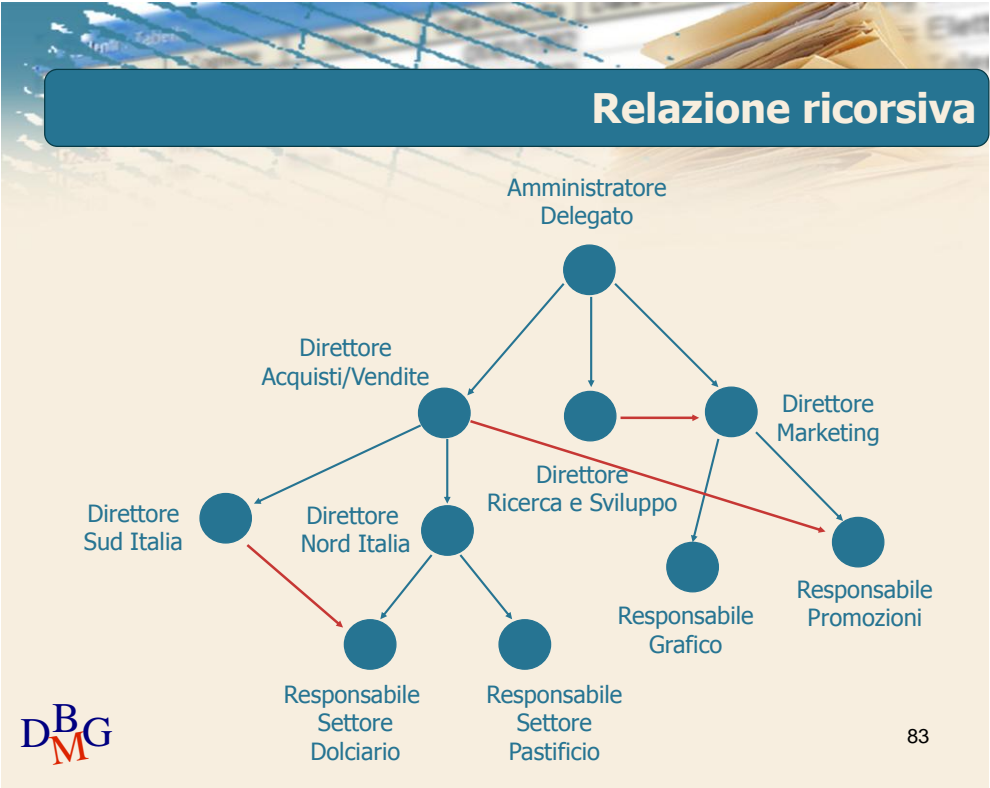 Relazione ricorsiva
Amministratore
Delegato
Direttore
Acquisti/Vendite
Direttore
Marketing
Direttore
Ricerca e Sviluppo
Direttore
Sud Italia
Direttore
Nord Italia
Responsabile
Grafico
Responsabile
Promozioni
Responsabile
Settore
Dolciario
Responsabile
Settore
Pastificio
DBMG
83